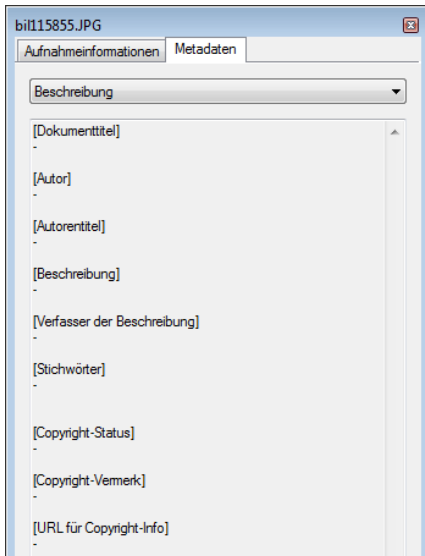 bil115855.JPG
Aufnahmeinformationen
Metadaten
Beschreibung
[Dokumenttitel]
-
[Autor]
-
[Autorentitel]
-
[Beschreibung]
-
[Verfasser der Beschreibung]
-
[Stichwörter]
-
[Copyright-Status]
-
[Copyright-Vermerk]
-
[URL für Copyright-Info]
-